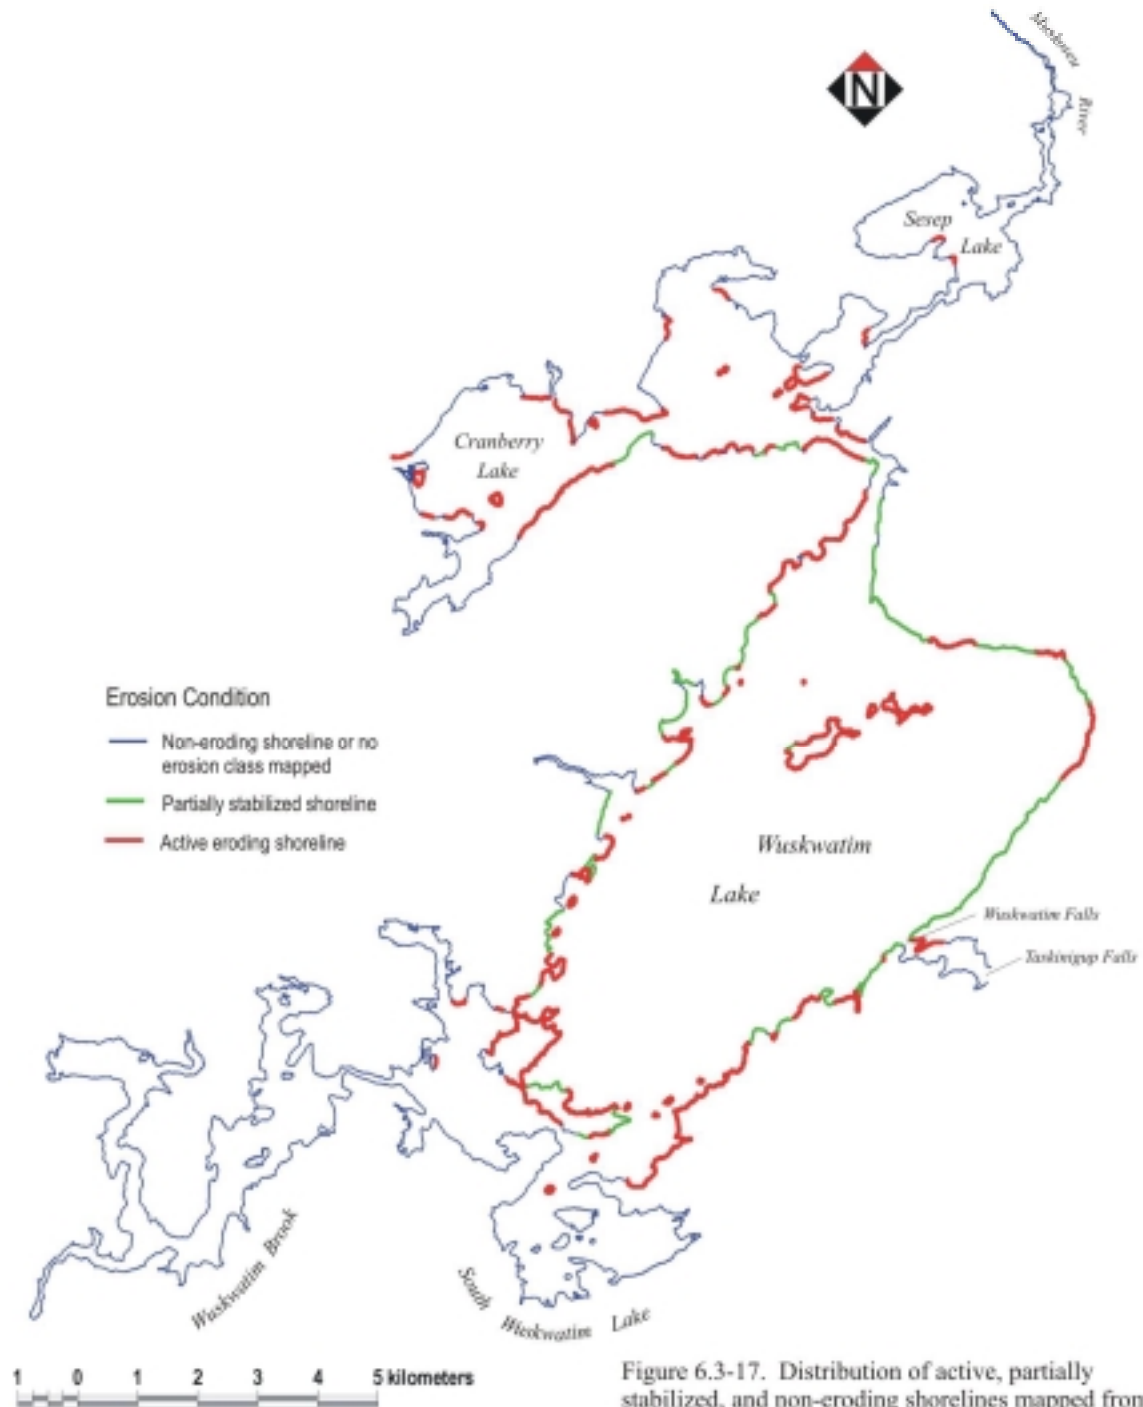 River
N
Sesep
Lake
Cranberry
Lake
Erosion Condition
Non-eroding shoreline or no
erosion class mapped
Partially stabilized shoreline
Active eroding shoreline
Wuskwatim
Lake
Wuskwatim Falls
Taskinigup Falls
Wuskwatim Brook
South Wuskwatim Lake
1 0 1 2 3 4 5 kilometers
Figure 6.3-17. Distribution of active, partially
stabilized, and non-eroding shorelines mapped from